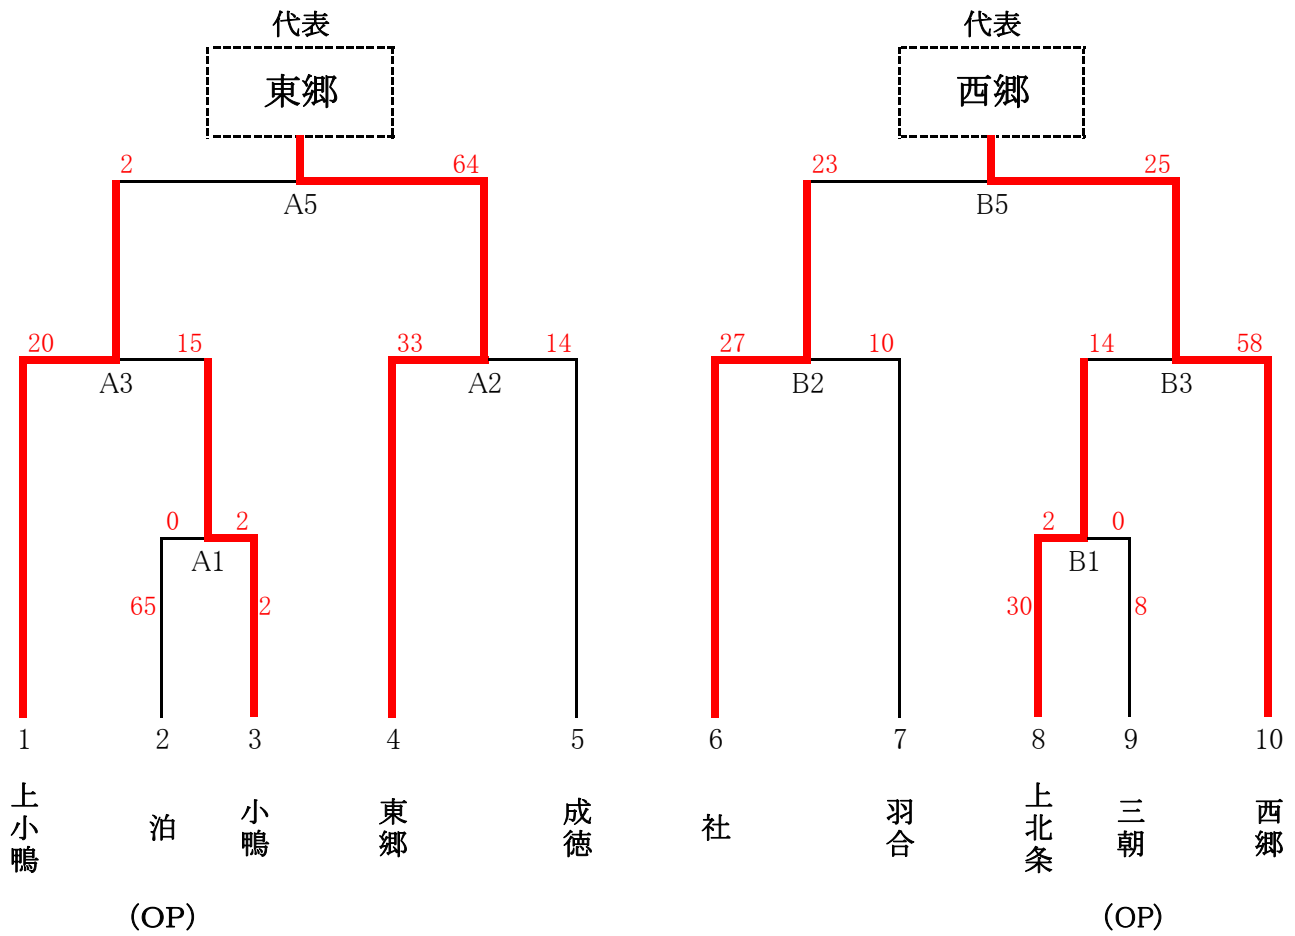 代表 代表
東郷 西郷
2 64 23 25
A5 B5
20 15 33 14 27 10 14 58
A3 A2 B2 B3
0 2 2 0
A1 B1
65 2 30 8
1 2 3 4 5 6 7 8 9 10
上小鴨 泊 小鴨 東郷 成徳 社 羽合 上北条 三朝 西郷
(OP) (OP)